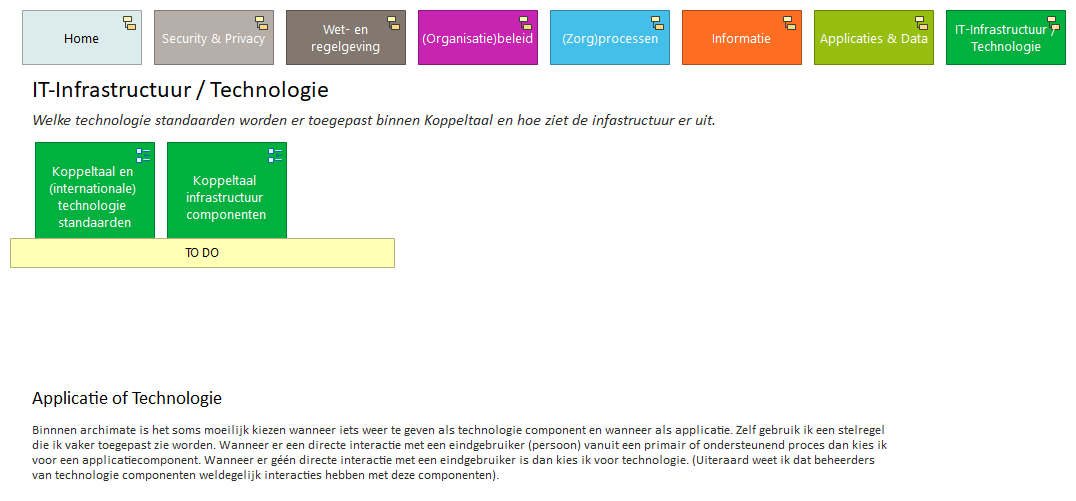 Home
Security & Privacy
Wet- en
regelgeving
(Organisatie)beleid
(Zorg)processen
Informatie
Applicaties & Data
IT-Infrastructuur /
Technologie
IT-Infrastructuur / Technologie
Welke technologie standaarden worden er toegepast binnen Koppeltaal en hoe ziet de infastructuur er uit.
Koppeltaal en
(internationale)
technologie
standaarden
Koppeltaal
infrastructuur
componenten
TO DO
Applicatie of Technologie
Binnnen archimate is het soms moeilijk kiezen wanneer iets weer te geven als technologie component en wanneer als applicatie. Zelf gebruik ik een stelregel
die ik vaker toegepast zie worden. Wanneer er een directe interactie met een eindgebruiker (persoon) vanuit een primair of ondersteunend proces dan kies ik
voor een applicatiecomponent. Wanneer er géén directe interactie met een eindgebruiker is dan kies ik voor technologie. (Uiteraard weet ik dat beheerders
van technologie componenten weldegelijk interacties hebben met deze componenten).